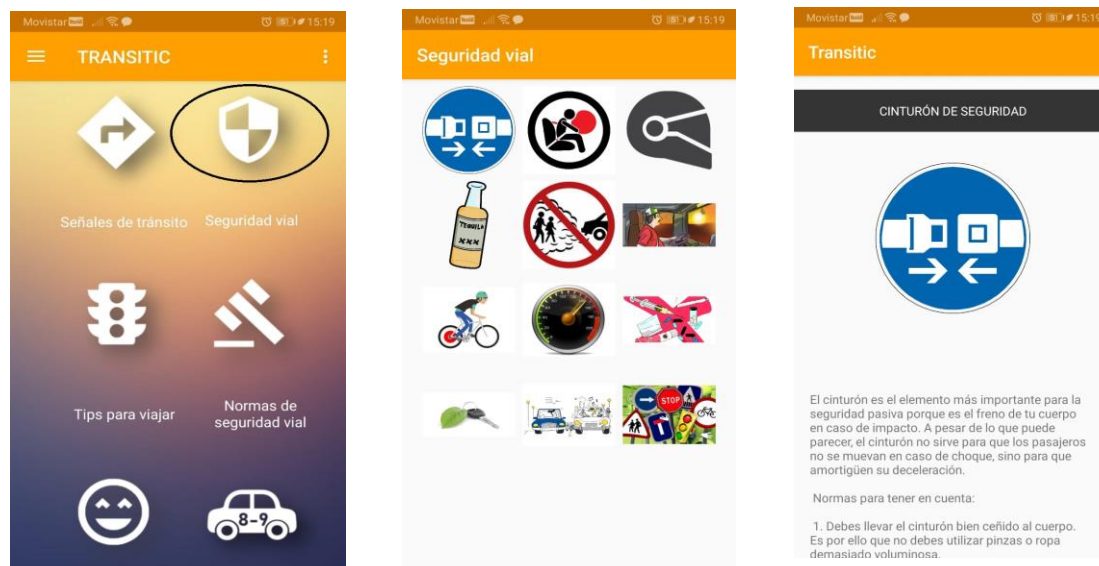 Movistar 15:19
TRANSITIC
Señales de tránsito
Seguridad vial
Tips para viajar
Normas de
seguridad vial
8-9
Movistar 15:19
Seguridad vial
TEQUILA
XXX
STOP
Movistar 15:19
Transitic
CINTURÓN DE SEGURIDAD
El cinturón es el elemento más importante para la
seguridad pasiva porque es el freno de tu cuerpo
en caso de impacto. A pesar de lo que puede
parecer, el cinturón no sirve para que los pasajeros
no se muevan en caso de choque, sino para que
amortigüen su deceleración.
Normas para tener en cuenta:
1. Debes llevar el cinturón bien ceñido al cuerpo.
Es por ello que no debes utilizar pinzas o ropa
demasiado voluminosa.